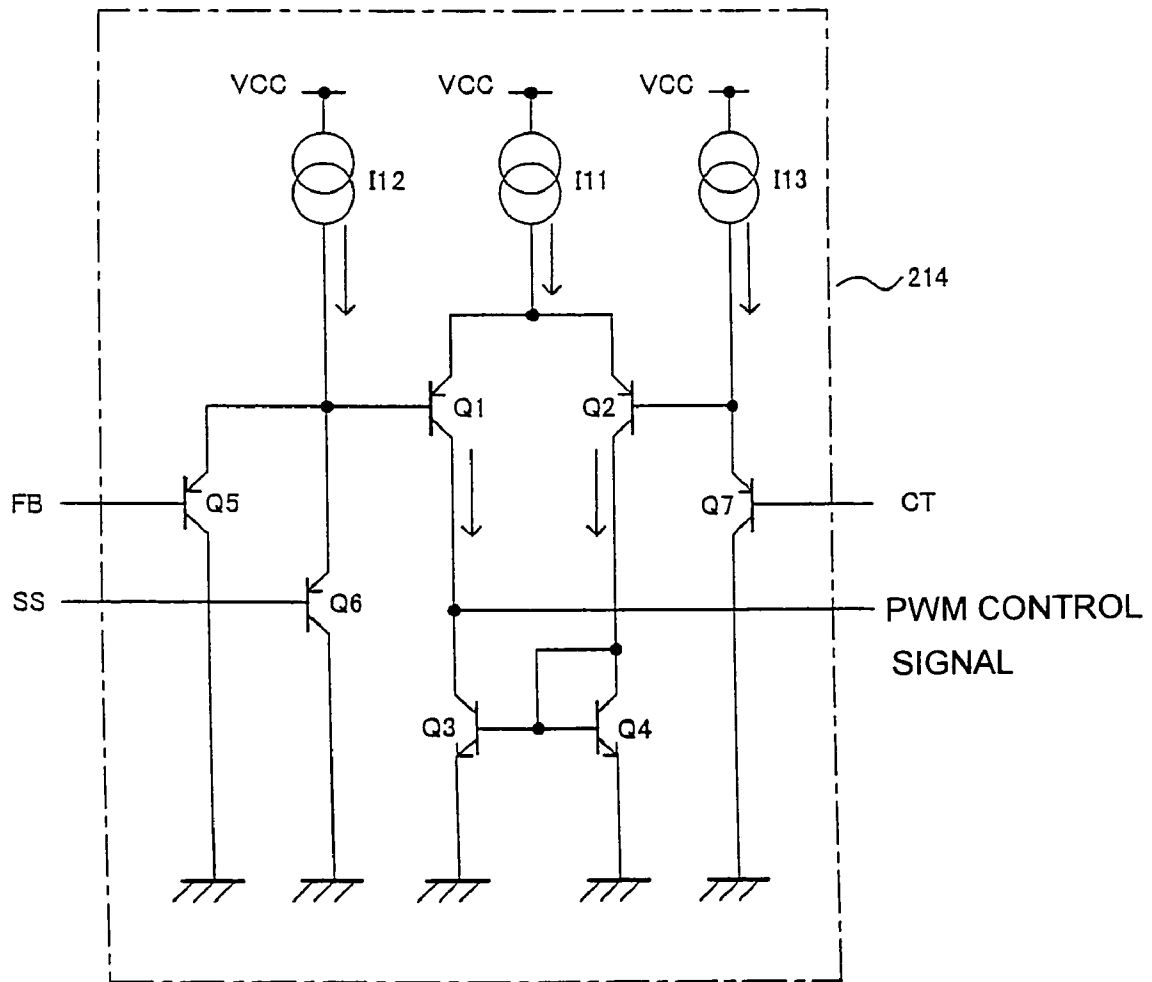 VCC VCC VCC
I12 I11 I13
214
Q1 Q2
FB Q5 Q7 CT
SS Q6 PWM CONTROL
SIGNAL
Q3 Q4